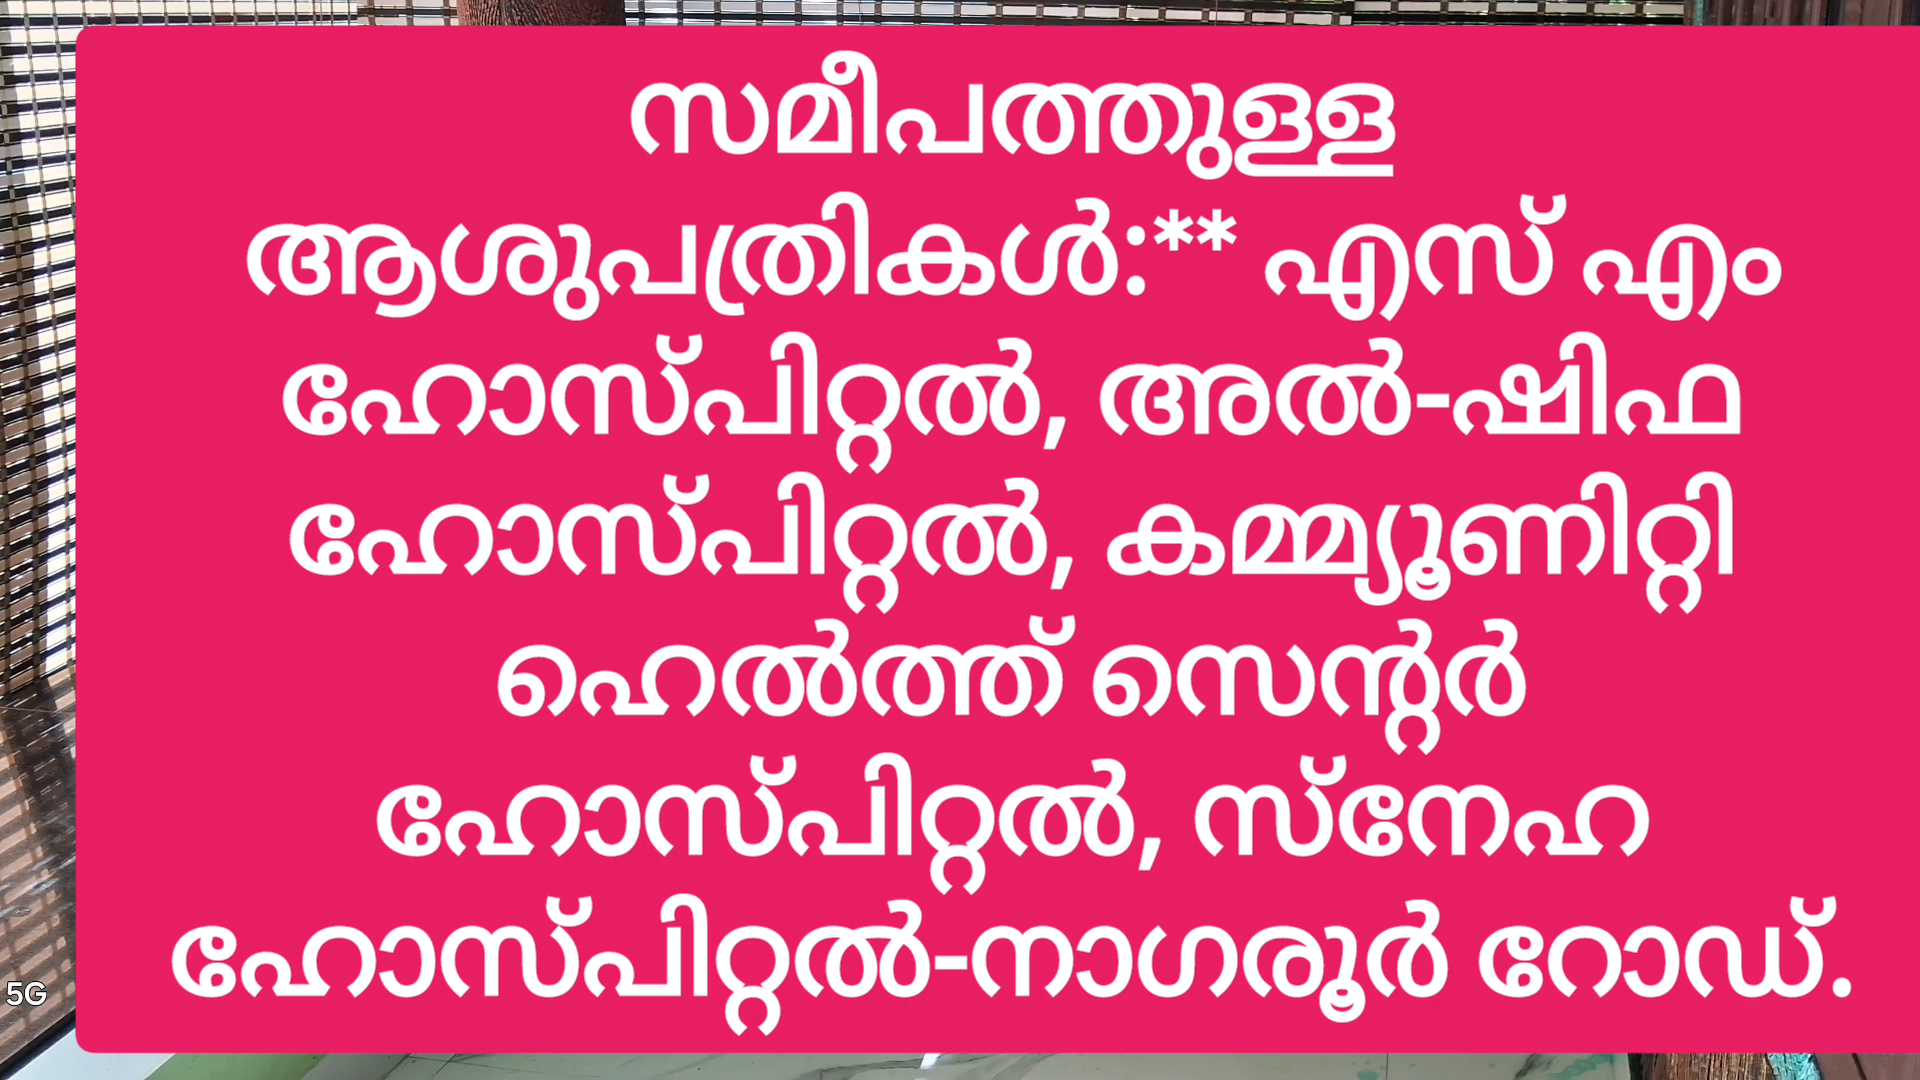 സമീപത്തുള്ള
ആശുപത്രികൾ:** എസ് എം
ഹോസ്പിറ്റൽ, അൽ-ഷിഫ
ഹോസ്പിറ്റൽ, കമ്മ്യൂണിറ്റി
ഹെൽത്ത് സെന്റർ
ഹോസ്പിറ്റൽ, സ്നേഹ
ഹോസ്പിറ്റൽ-നാഗരൂർ റോഡ്.
5G